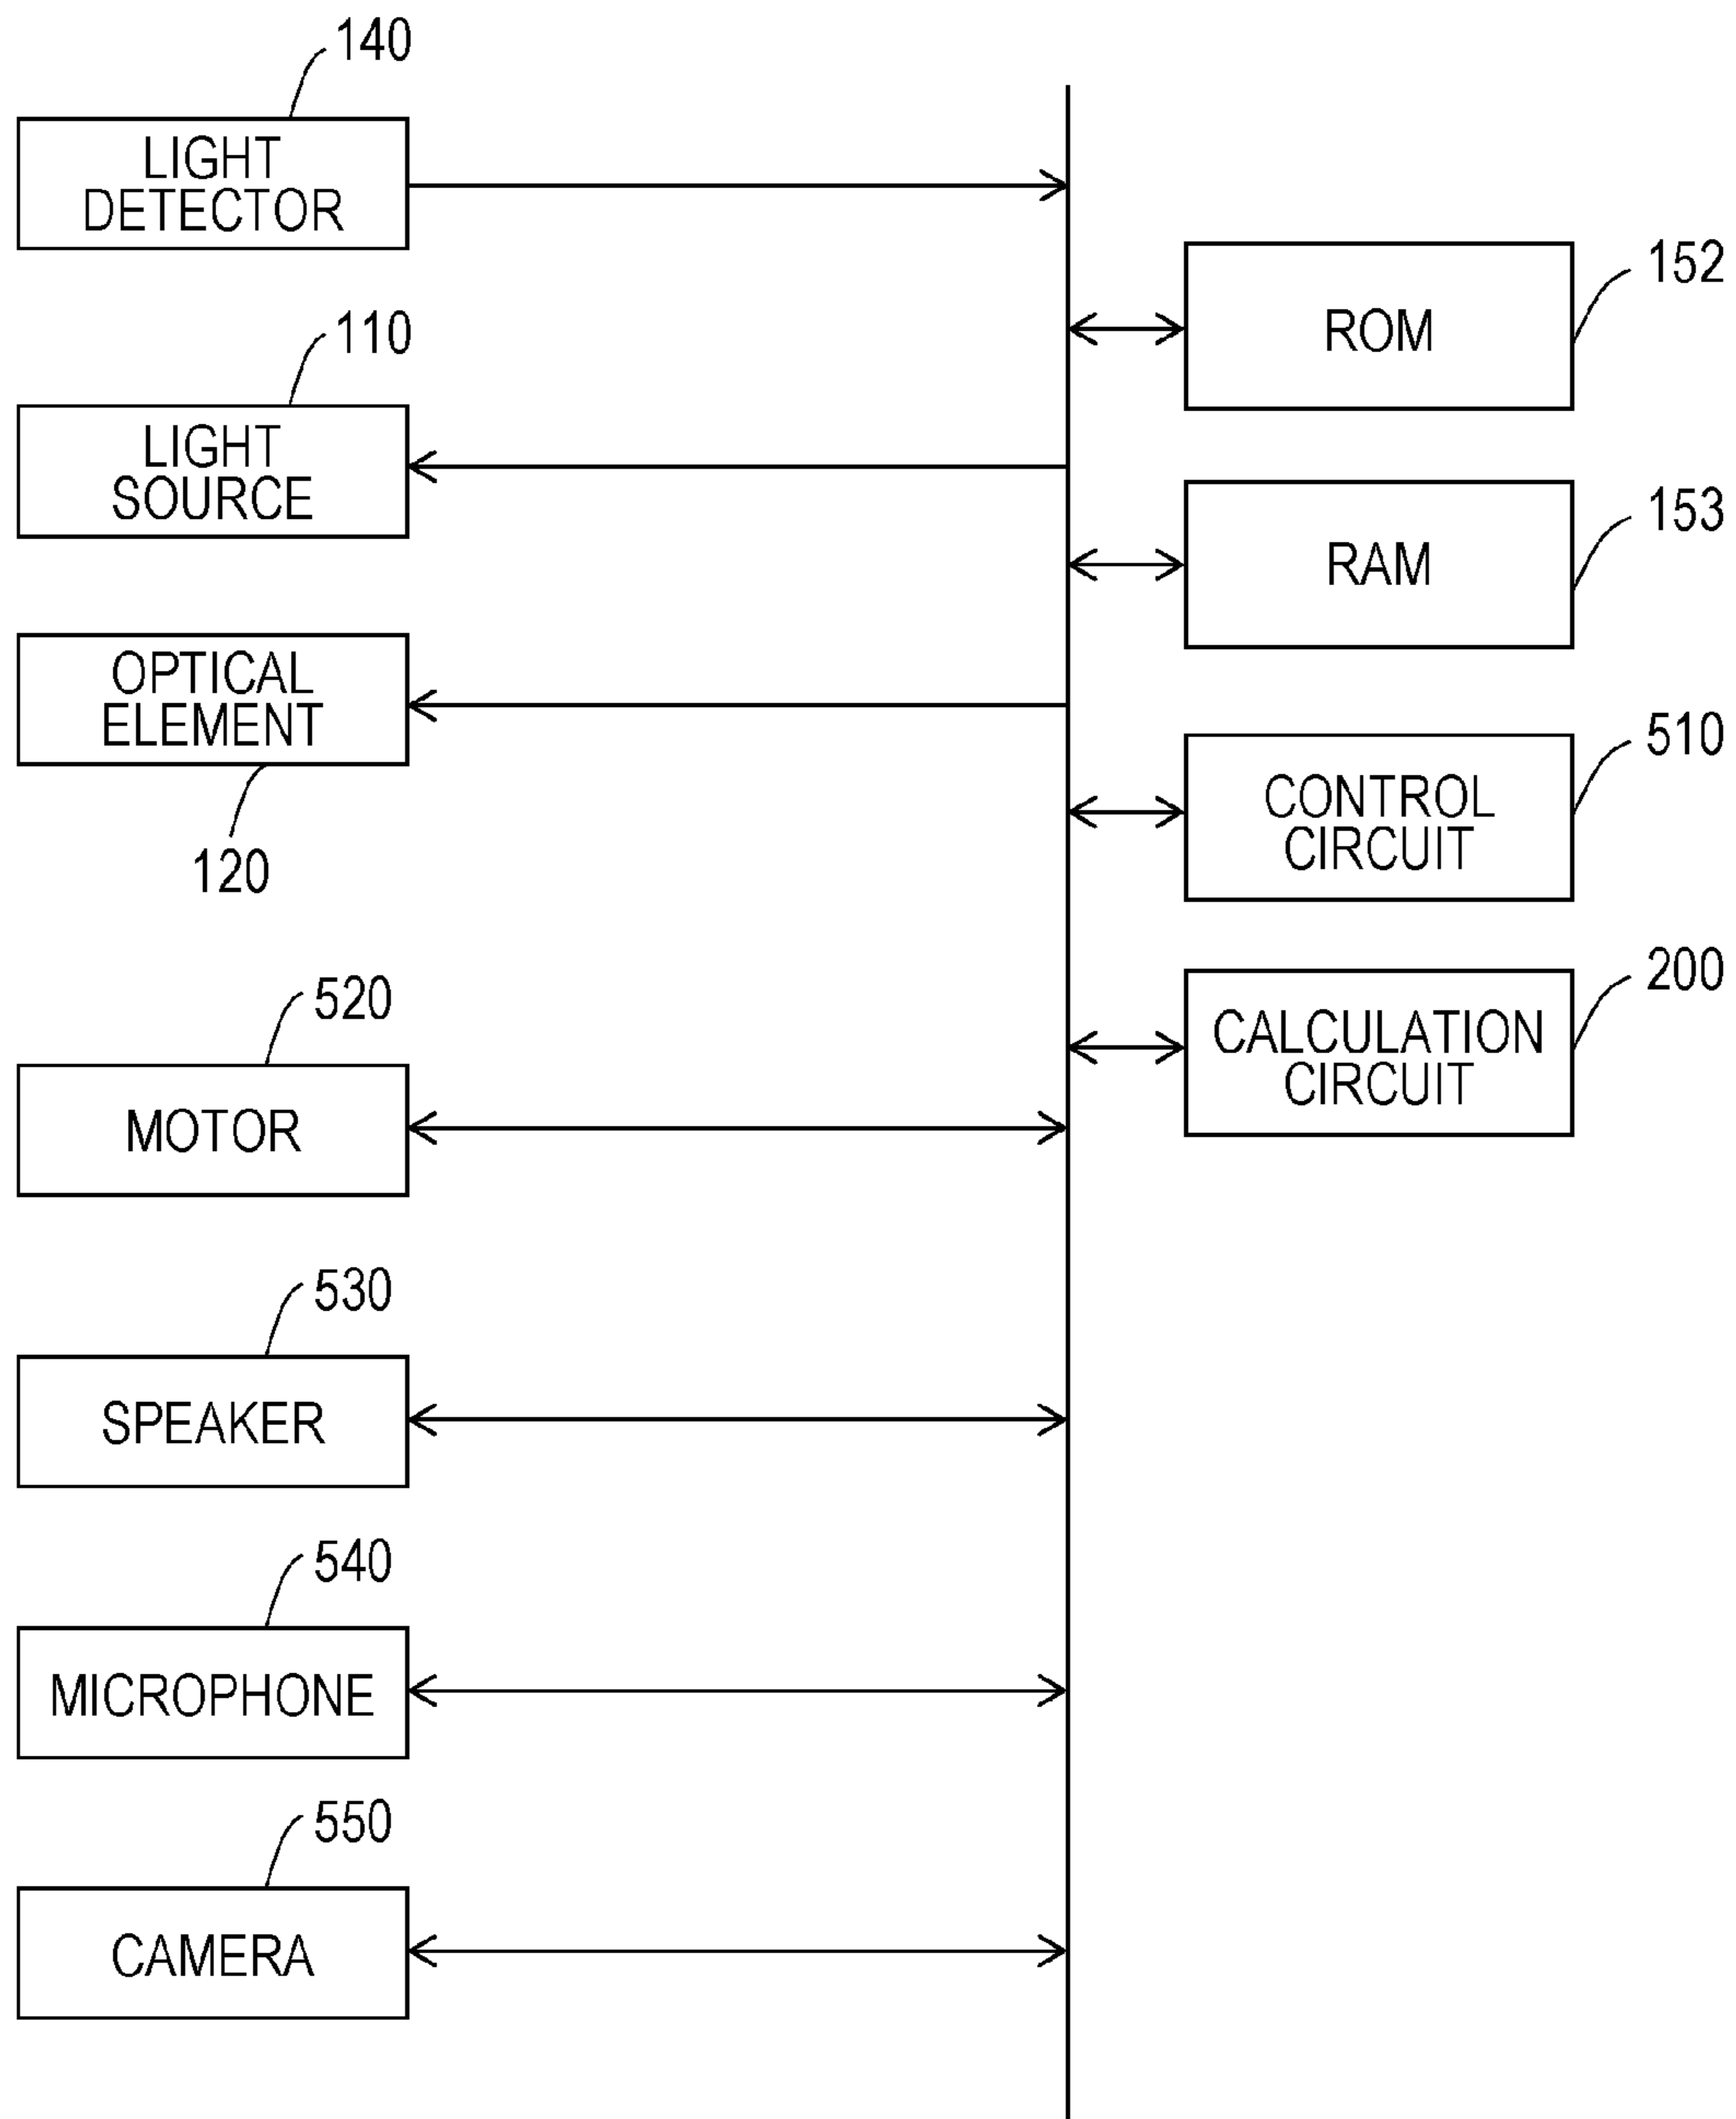 140
LIGHT
DETECTOR
152
ROM
110
LIGHT
SOURCE
153
RAM
OPTICAL
ELEMENT
120
510
CONTROL
CIRCUIT
200
CALCULATION
CIRCUIT
520
MOTOR
530
SPEAKER
540
MICROPHONE
550
CAMERA